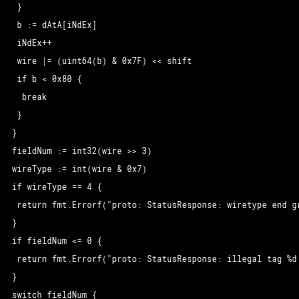 }
b := dAtA[iNdEx]
iNdEx++
wire |= (uint64(b) & 0x7F) << shift
if b < 0x80 {
break
}
}
fieldNum := int32(wire >> 3)
wireType := int(wire & 0x7)
if wireType == 4 {
return fmt.Errorf("proto: StatusResponse: wiretype end gr
}
if fieldNum <= 0 {
return fmt.Errorf("proto: StatusResponse: illegal tag %d
}
switch fieldNum {